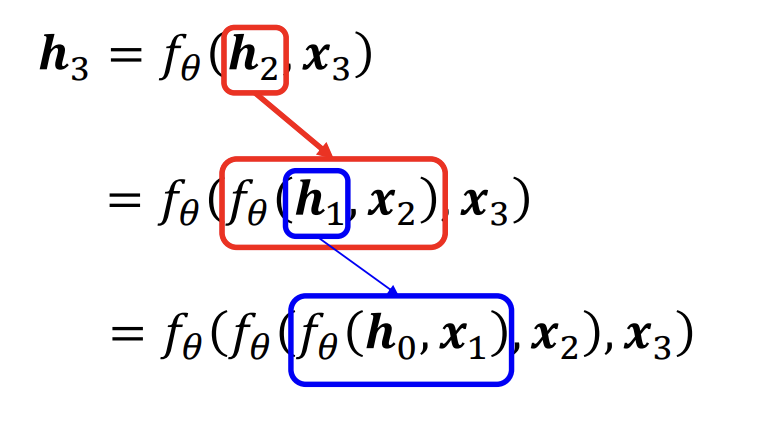 h₃ = f_θ(h₂, x₃)
= f_θ(f_θ(h₁, x₂), x₃)
= f_θ(f_θ(f_θ(h₀, x₁), x₂), x₃)